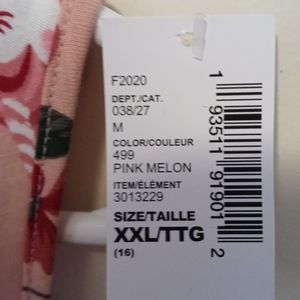 F2020
DEPT./CAT.
038/27
M
COLOR/COULEUR
499
PINK MELON
ITEM/ÉLÉMENT
3013229
SIZE/TAILLE
XXL/TTG
(16)
1 93511 91901 2